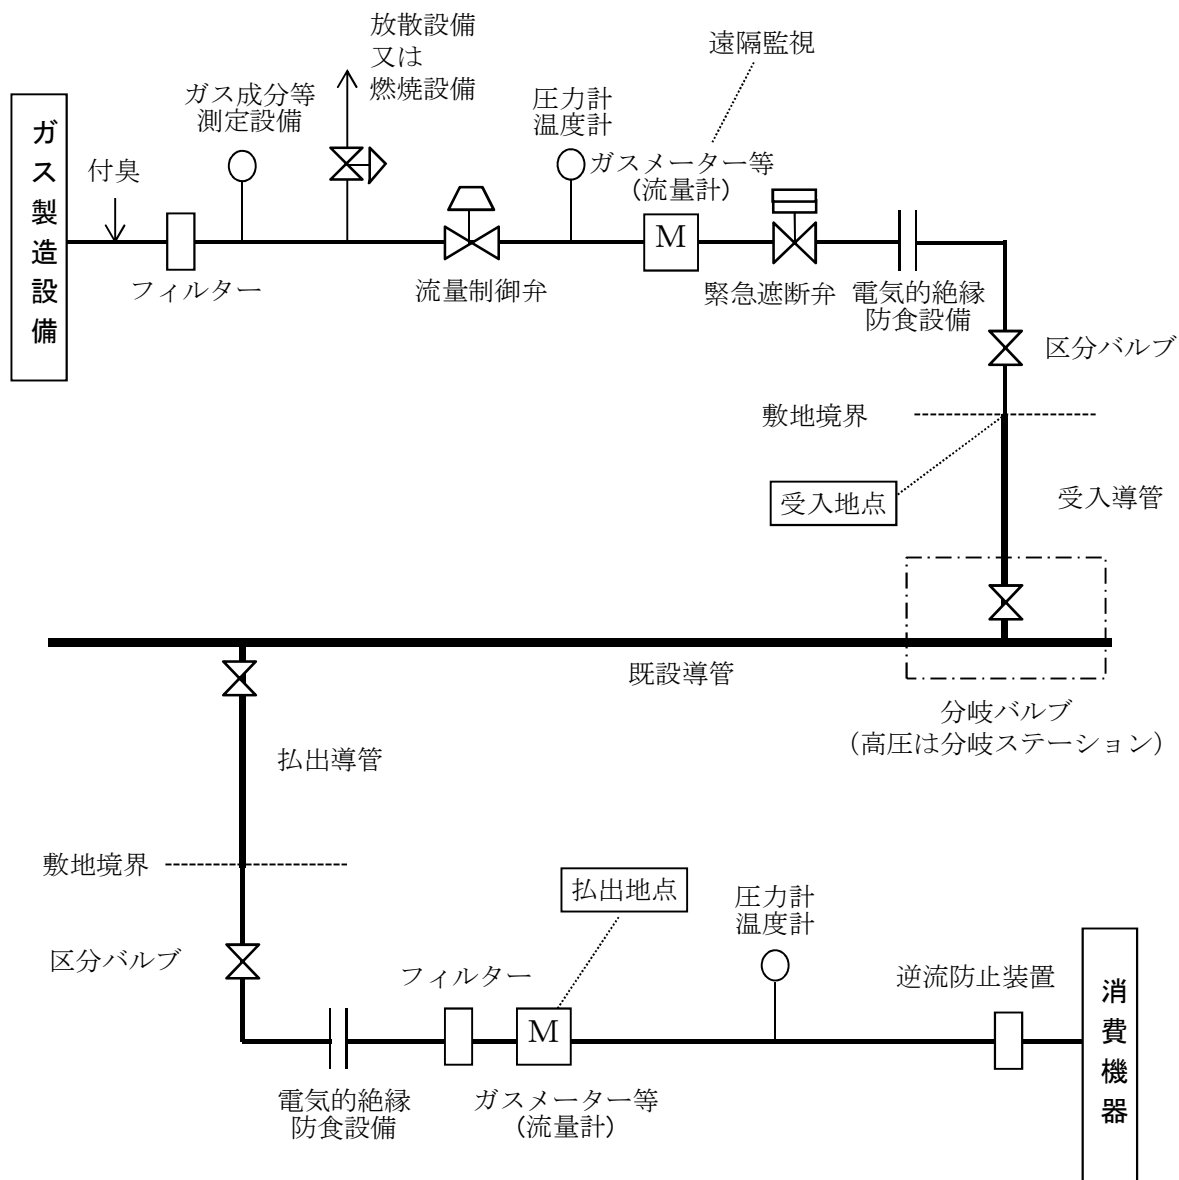 放散設備
又は
燃焼設備
遠隔監視
ガス成分等
測定設備
圧力計
温度計
ガス製造設備
付臭
ガスメーター等
(流量計)
M
フィルター
流量制御弁
緊急遮断弁
電気的絶縁
防食設備
区分バルブ
敷地境界
受入地点
受入導管
既設導管
分岐バルブ
（高圧は分岐ステーション）
払出導管
敷地境界
払出地点
圧力計
温度計
区分バルブ
フィルター
逆流防止装置
消費機器
M
電気的絶縁
防食設備
ガスメーター等
(流量計)